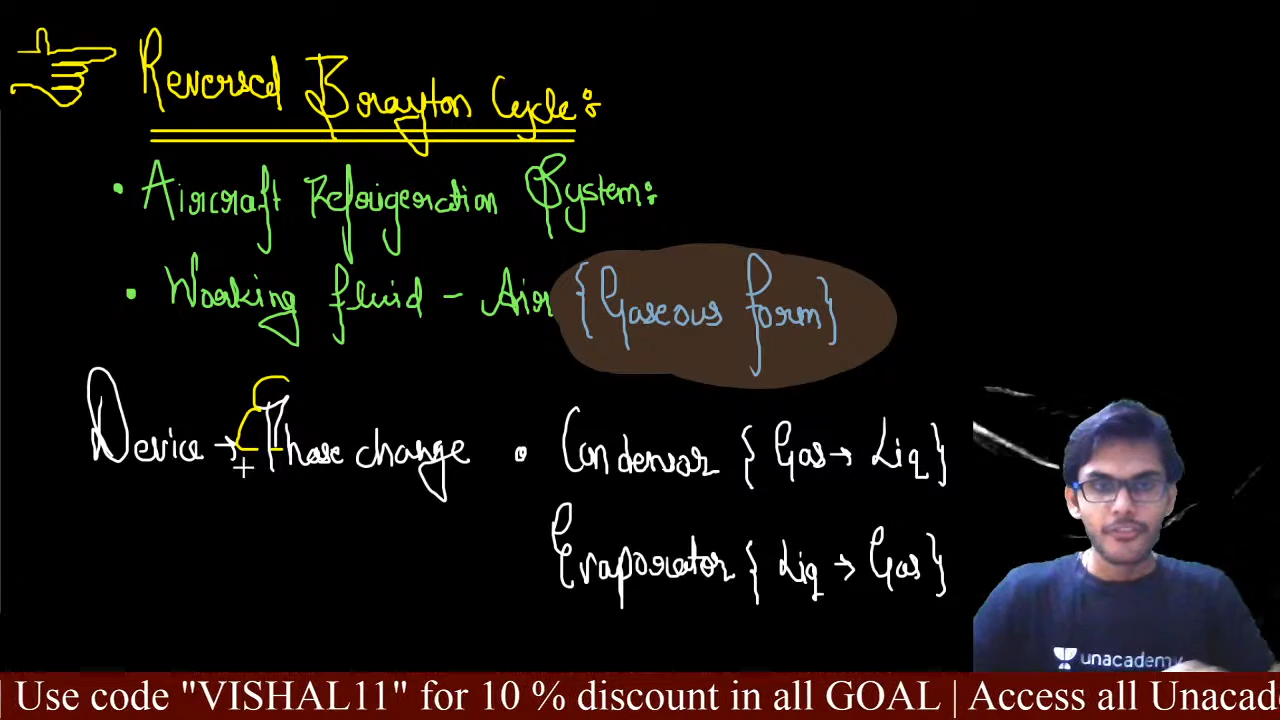 Reversed Brayton Cycle:
• Aircraft Refrigeration System:
• Working fluid - Air {Gaseous form}
Device → Phase change • Condensor { Gas → Liq }
Evaporator { Liq → Gas }
unacademy
| Use code "VISHAL11" for 10 % discount in all GOAL | Access all Unacad